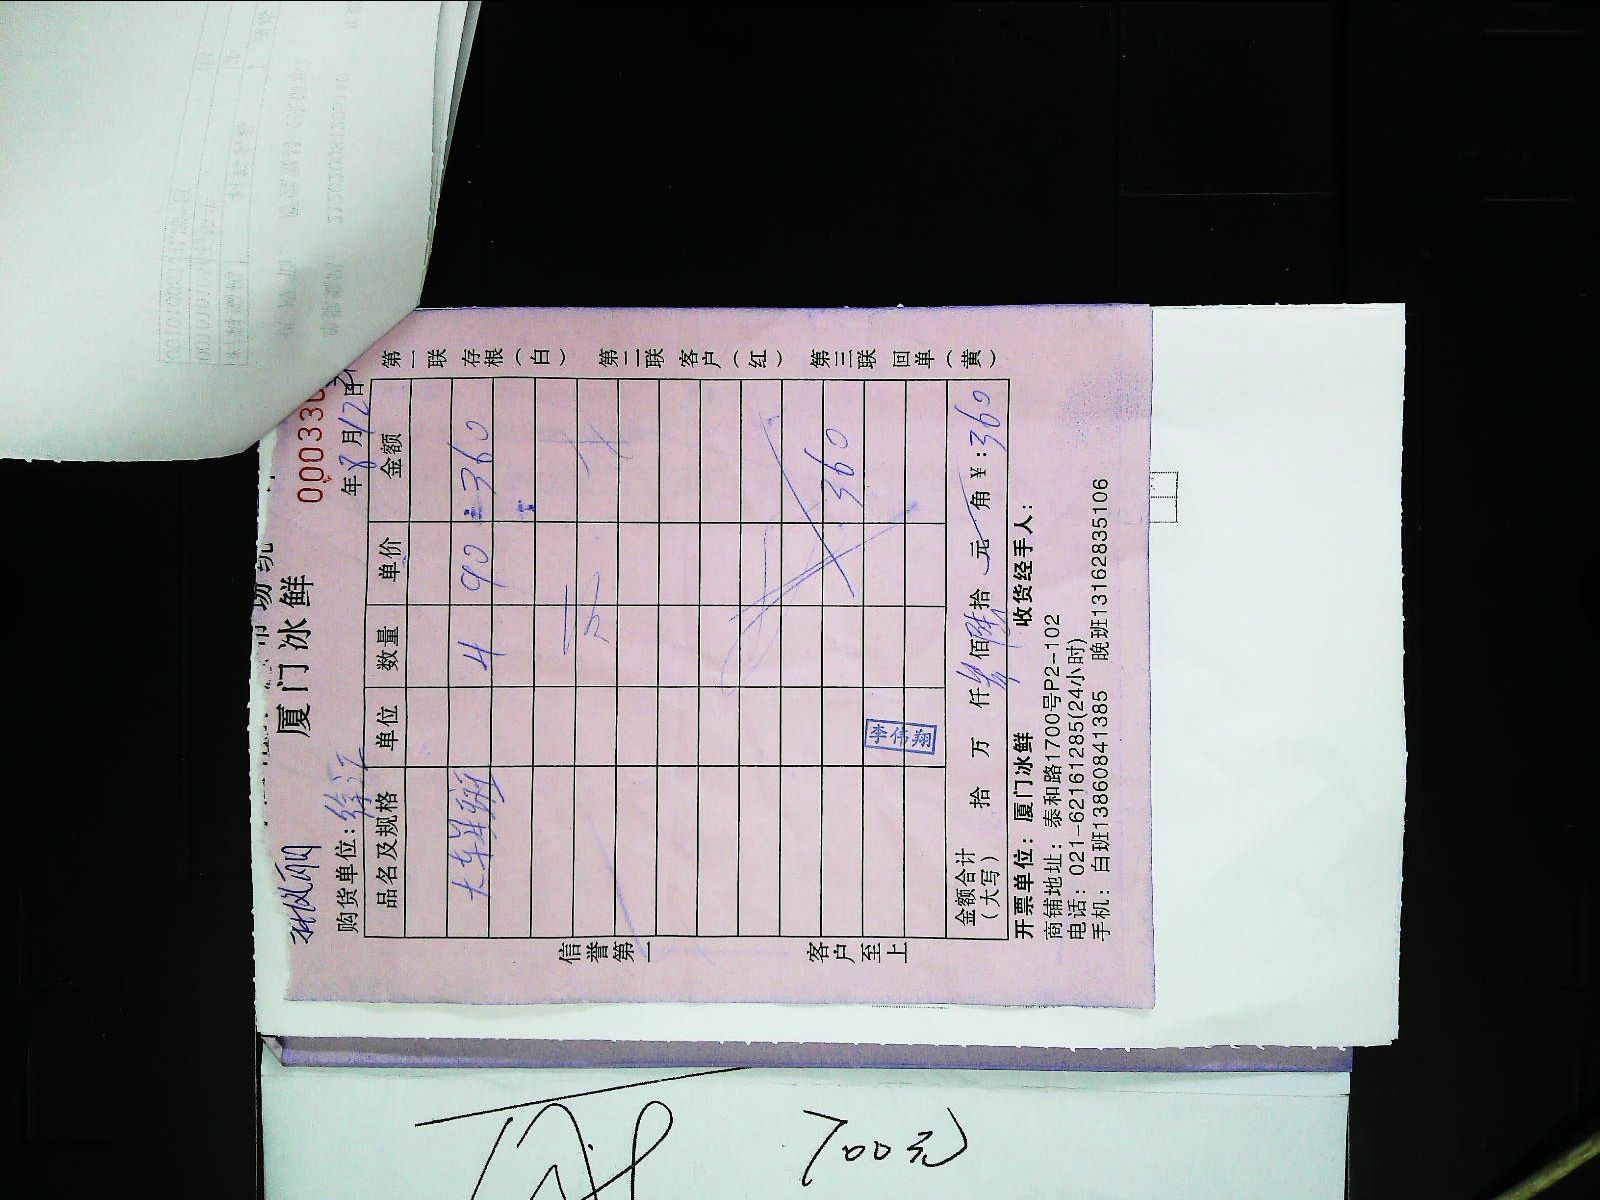 厦门冰鲜
000330
购货单位：徐汇 年8月12日
品名及规格 单位 数量 单价 金额
4 90 360
360
李伟翔
金额合计（大写） 拾 万 仟 叁佰陆拾 元 角 ￥：360
开票单位：厦门冰鲜 收货经手人：
商铺地址：泰和路1700号P2-102
电话：021-62161285(24小时)
手机：白班13860841385 晚班13162835106
第一联 存根（白） 第二联 客户（红） 第三联 回单（黄）
信誉第一 客户至上
700元